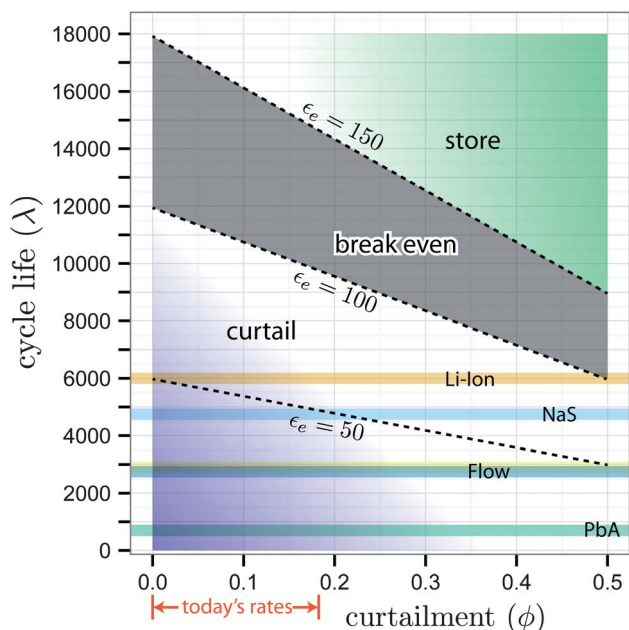 18000
16000
14000
12000
10000
8000
6000
4000
2000
0
cycle life (λ)
ϵₑ = 150
store
break even
ϵₑ = 100
curtail
Li-Ion
NaS
ϵₑ = 50
Flow
PbA
0.0 0.1 0.2 0.3 0.4 0.5
today's rates
curtailment (ϕ)